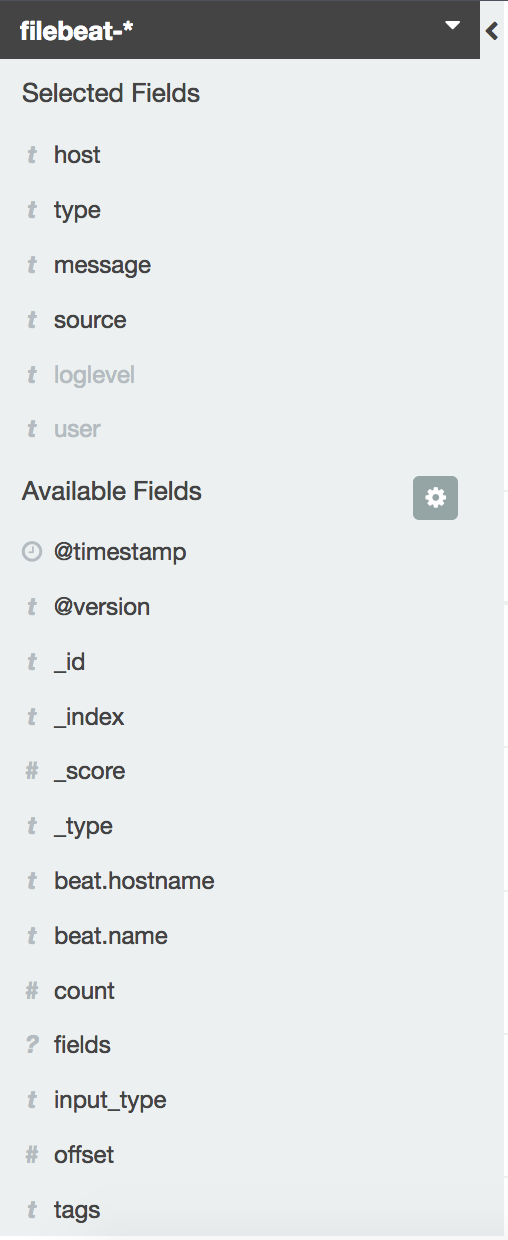 filebeat-*
Selected Fields
t host
t type
t message
t source
t loglevel
t user
Available Fields
@timestamp
t @version
t _id
t _index
# _score
t _type
t beat.hostname
t beat.name
# count
? fields
t input_type
# offset
t tags